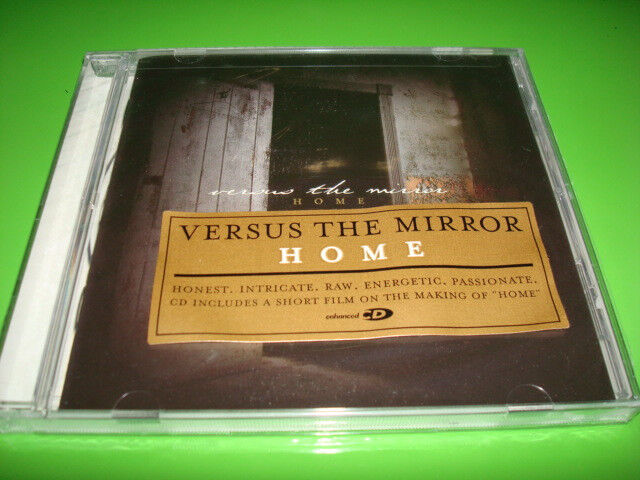 versus the mirror
HOME
VERSUS THE MIRROR
HOME
HONEST. INTRICATE. RAW. ENERGETIC. PASSIONATE.
CD INCLUDES A SHORT FILM ON THE MAKING OF "HOME"
enhanced CD